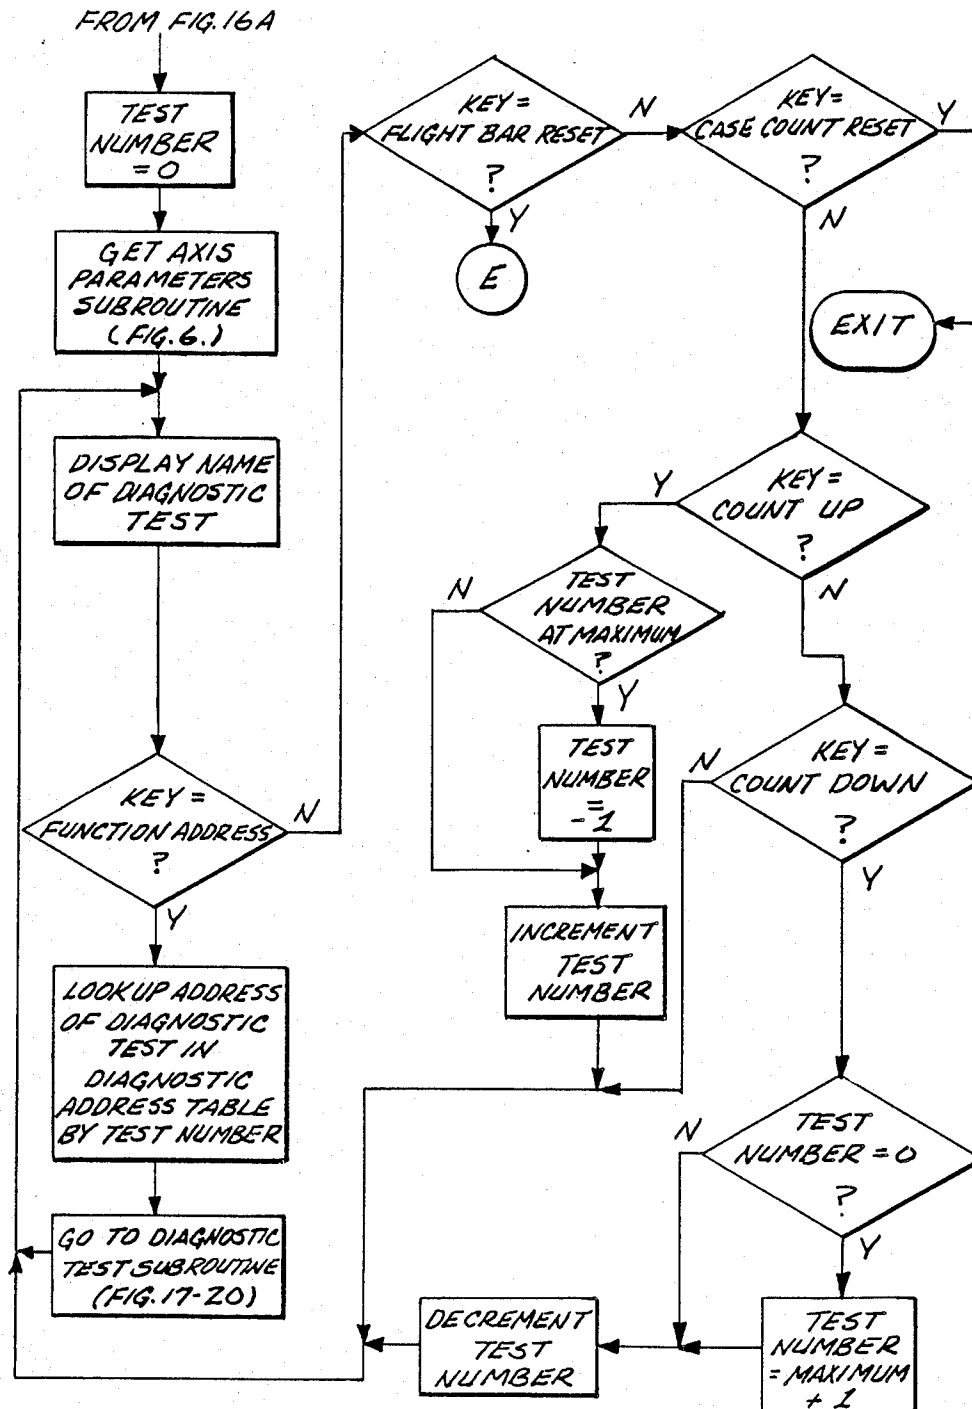 FROM FIG. 16A
TEST
NUMBER
= 0
GET AXIS
PARAMETERS
SUBROUTINE
(FIG. 6.)
DISPLAY NAME
OF DIAGNOSTIC
TEST
KEY =
FUNCTION ADDRESS
?
N
Y
LOOKUP ADDRESS
OF DIAGNOSTIC
TEST IN
DIAGNOSTIC
ADDRESS TABLE
BY TEST NUMBER
GO TO DIAGNOSTIC
TEST SUBROUTINE
(FIG. 17-20)
KEY =
FLIGHT BAR RESET
?
N
Y
E
KEY =
CASE COUNT RESET
?
Y
N
EXIT
KEY =
COUNT UP
?
Y
N
TEST
NUMBER
AT MAXIMUM
?
N
Y
TEST
NUMBER
=
-1
INCREMENT
TEST
NUMBER
KEY =
COUNT DOWN
?
N
Y
TEST
NUMBER = 0
?
N
Y
TEST
NUMBER
= MAXIMUM
+ 1
DECREMENT
TEST
NUMBER